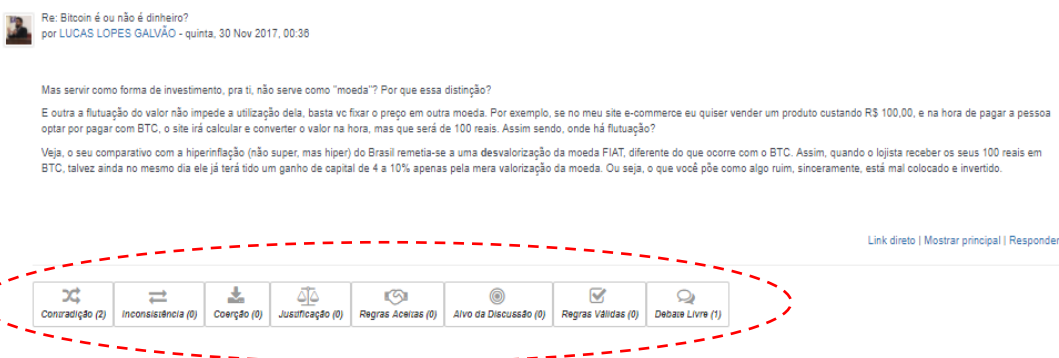 Re: Bitcoin é ou não é dinheiro?
por LUCAS LOPES GALVÃO - quinta, 30 Nov 2017, 00:36
Mas servir como forma de investimento, pra ti, não serve como "moeda"? Por que essa distinção?
E outra a flutuação do valor não impede a utilização dela, basta vc fixar o preço em outra moeda. Por exemplo, se no meu site e-commerce eu quiser vender um produto custando R$ 100,00, e na hora de pagar a pessoa
optar por pagar com BTC, o site irá calcular e converter o valor na hora, mas que será de 100 reais. Assim sendo, onde há flutuação?
Veja, o seu comparativo com a hiperinflação (não super, mas hiper) do Brasil remetia-se a uma desvalorização da moeda FIAT, diferente do que ocorre com o BTC. Assim, quando o lojista receber os seus 100 reais em
BTC, talvez ainda no mesmo dia ele já terá tido um ganho de capital de 4 a 10% apenas pela mera valorização da moeda. Ou seja, o que você põe como algo ruim, sinceramente, está mal colocado e invertido.
Link direto | Mostrar principal | Responder
Contradição (2) Inconsistência (0) Coerção (0) Justificação (0) Regras Aceitas (0) Alvo da Discussão (0) Regras Válidas (0) Debate Livre (1)